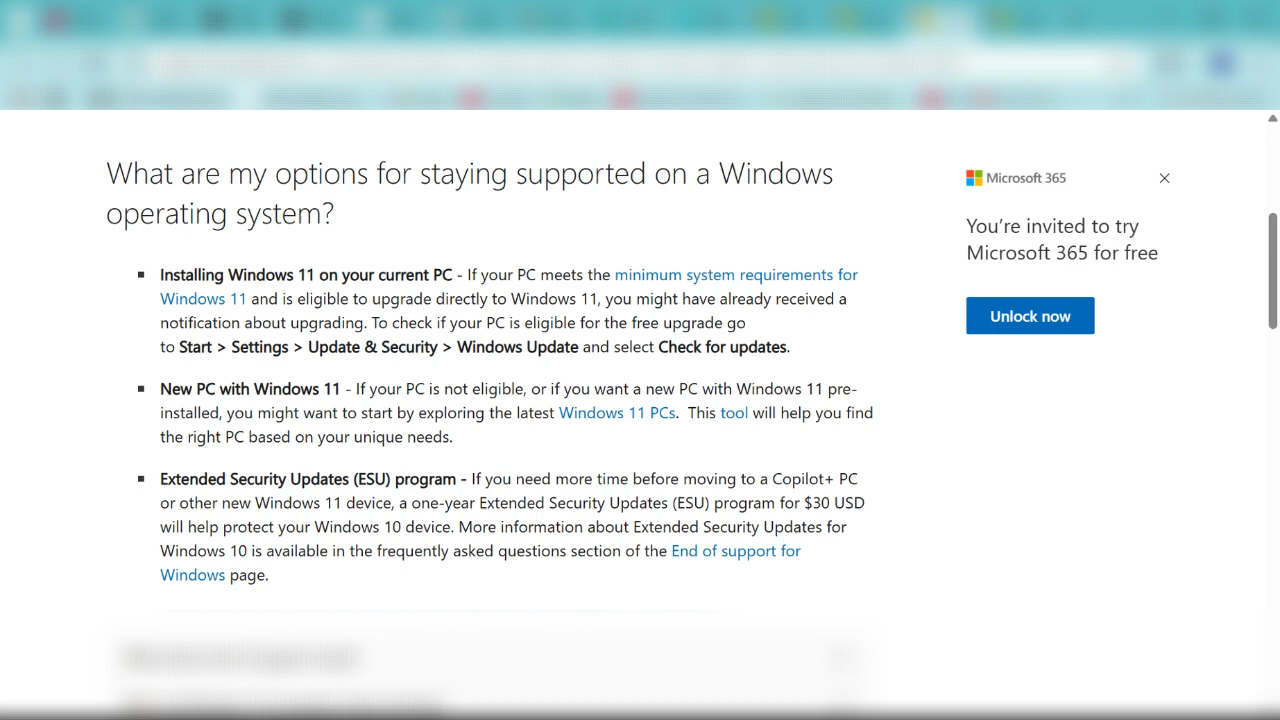 What are my options for staying supported on a Windows
operating system?
Installing Windows 11 on your current PC - If your PC meets the minimum system requirements for
Windows 11 and is eligible to upgrade directly to Windows 11, you might have already received a
notification about upgrading. To check if your PC is eligible for the free upgrade go
to Start > Settings > Update & Security > Windows Update and select Check for updates.
New PC with Windows 11 - If your PC is not eligible, or if you want a new PC with Windows 11 pre-
installed, you might want to start by exploring the latest Windows 11 PCs.  This tool will help you find
the right PC based on your unique needs.
Extended Security Updates (ESU) program - If you need more time before moving to a Copilot+ PC
or other new Windows 11 device, a one-year Extended Security Updates (ESU) program for $30 USD
will help protect your Windows 10 device. More information about Extended Security Updates for
Windows 10 is available in the frequently asked questions section of the End of support for
Windows page.
Microsoft 365
You're invited to try
Microsoft 365 for free
Unlock now